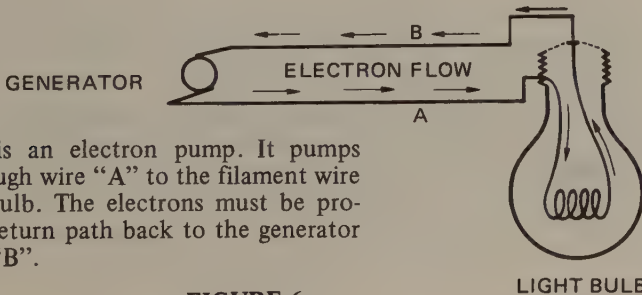 B
GENERATOR
ELECTRON FLOW
A
is an electron pump. It pumps
ugh wire “A” to the filament wire
ulb. The electrons must be pro-
eturn path back to the generator
B”.
LIGHT BULB